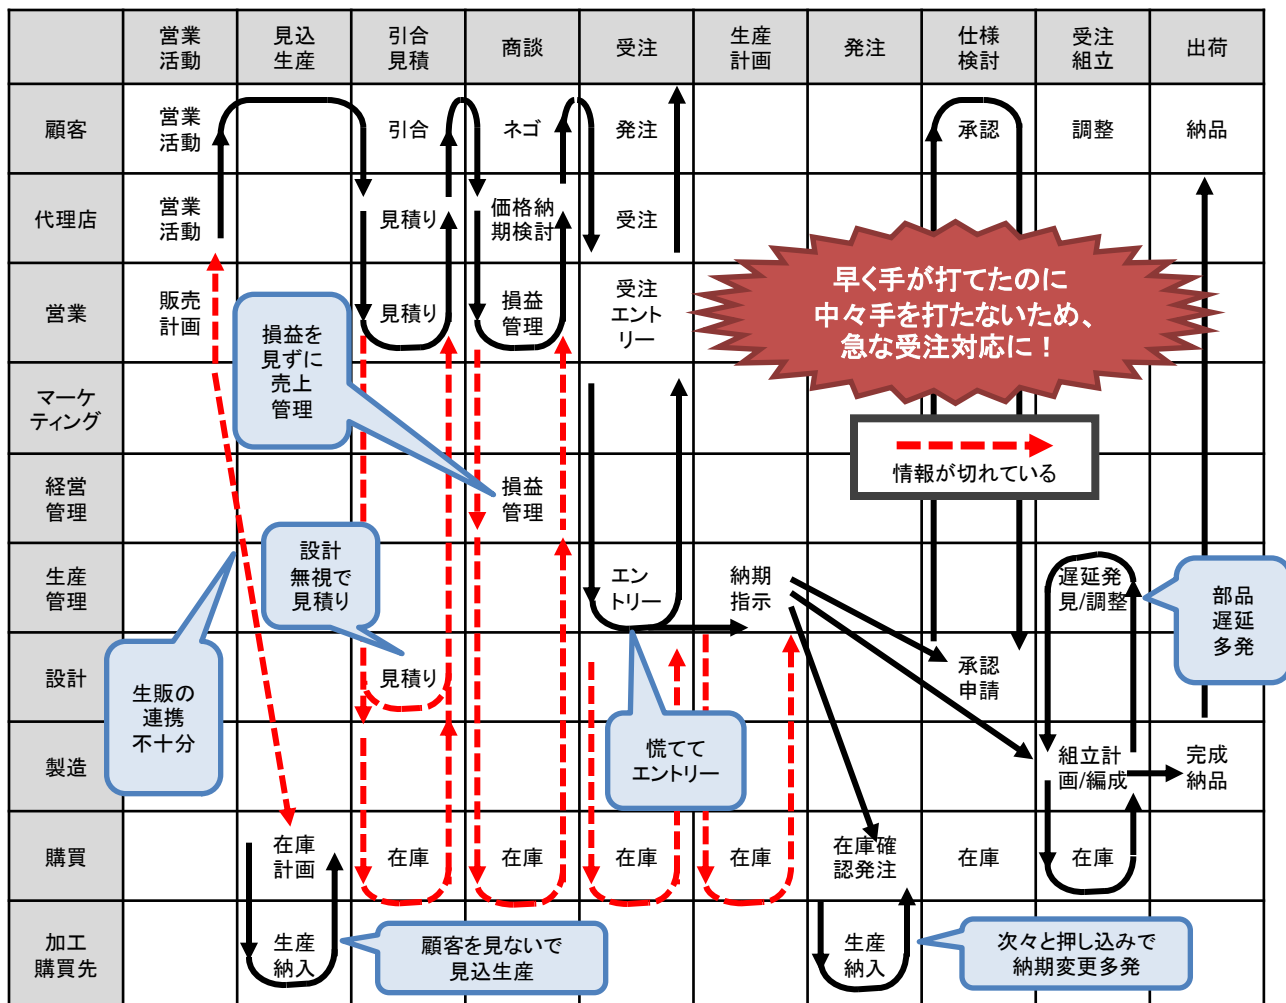 営業
活動
見込
生産
引合
見積
商談
受注
生産
計画
発注
仕様
検討
受注
組立
出荷
顧客
営業
活動
引合
ネゴ
発注
承認
調整
納品
代理店
営業
活動
見積り
価格納
期検討
受注
営業
販売
計画
見積り
損益
管理
受注
エント
リー
早く手が打てたのに
中々手を打たないため、
急な受注対応に！
損益を
見ずに
売上
管理
マーケ
ティング
情報が切れている
経営
管理
損益
管理
設計
無視で
見積り
生産
管理
エン
トリー
納期
指示
遅延発
見/調整
部品
遅延
多発
設計
見積り
承認
申請
生販の
連携
不十分
慌てて
エントリー
製造
組立計
画/編成
完成
納品
購買
在庫
計画
在庫
在庫
在庫
在庫
在庫確
認発注
在庫
在庫
加工
購買先
生産
納入
顧客を見ないで
見込生産
生産
納入
次々と押し込みで
納期変更多発